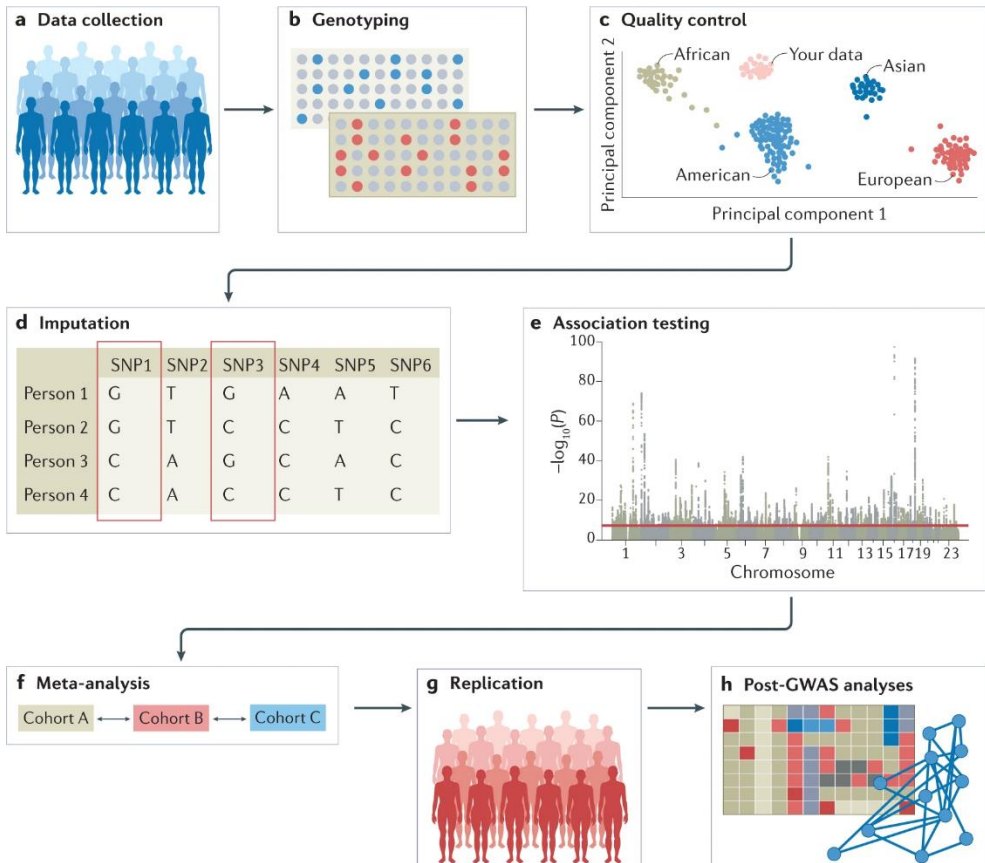 a Data collection
b Genotyping
c Quality control
Principal component 2
African
Your data
Asian
American
European
Principal component 1
d Imputation
SNP1 SNP2 SNP3 SNP4 SNP5 SNP6
Person 1 G T G A A T
Person 2 G T C C T C
Person 3 C A G C A C
Person 4 C A C C T C
e Association testing
–log10(P)
100
80
60
40
20
0
1 3 5 7 9 11 13 15 17 19 23
Chromosome
f Meta-analysis
Cohort A Cohort B Cohort C
g Replication
h Post-GWAS analyses